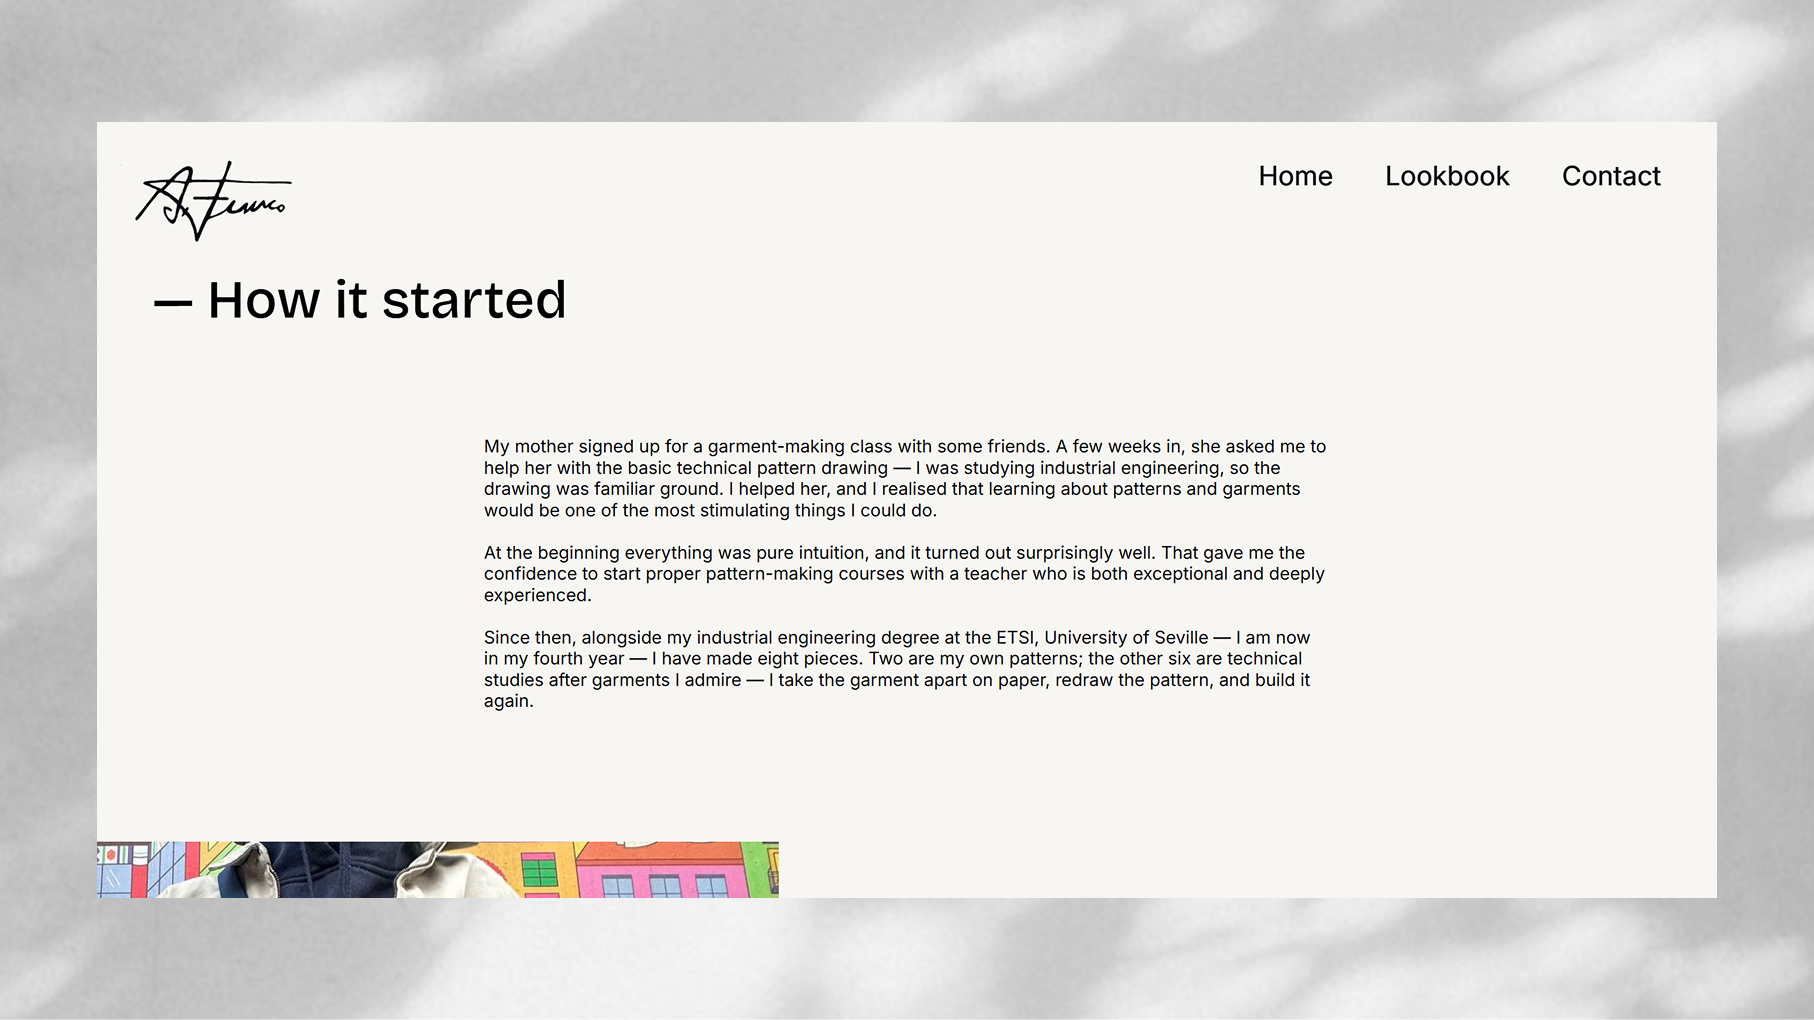 Home Lookbook Contact
— How it started
My mother signed up for a garment-making class with some friends. A few weeks in, she asked me to
help her with the basic technical pattern drawing — I was studying industrial engineering, so the
drawing was familiar ground. I helped her, and I realised that learning about patterns and garments
would be one of the most stimulating things I could do.
At the beginning everything was pure intuition, and it turned out surprisingly well. That gave me the
confidence to start proper pattern-making courses with a teacher who is both exceptional and deeply
experienced.
Since then, alongside my industrial engineering degree at the ETSI, University of Seville — I am now
in my fourth year — I have made eight pieces. Two are my own patterns; the other six are technical
studies after garments I admire — I take the garment apart on paper, redraw the pattern, and build it
again.